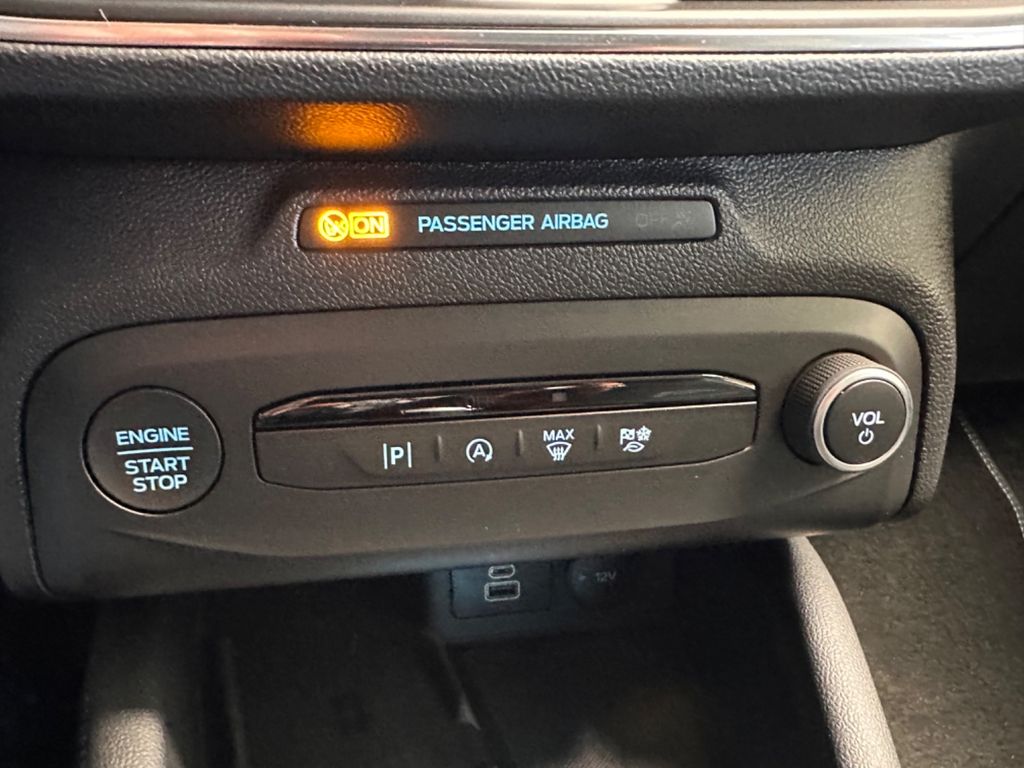 ON PASSENGER AIRBAG OFF
ENGINE
START
STOP
P
A
MAX
VOL
12V